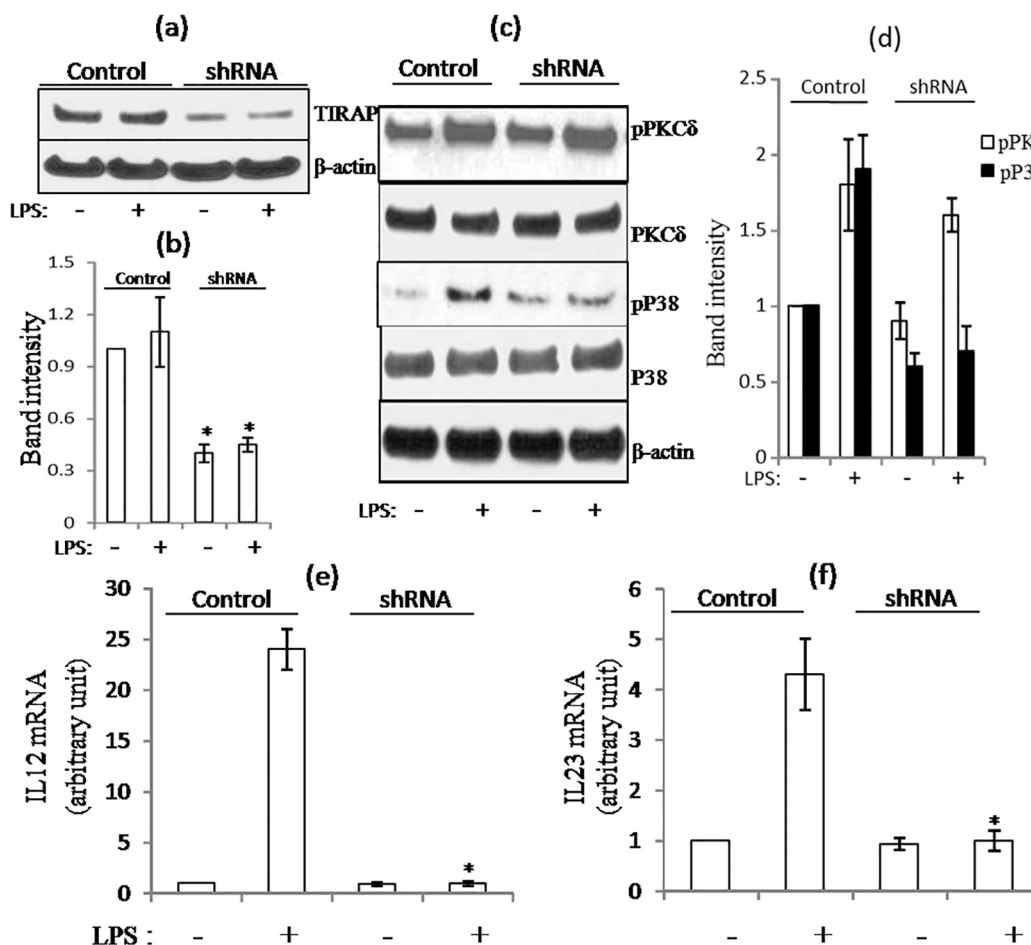 (a)
Control shRNA
TIRAP
β-actin
LPS: - + - +
(b)
1.5
1.2
0.9
0.6
0.3
0
Band intensity
Control shRNA
* *
LPS: - + - +
(c)
Control shRNA
pPKCδ
PKCδ
pP38
P38
β-actin
LPS: - + - +
(d)
2.5
2
1.5
1
0.5
0
Band intensity
Control shRNA
pPK
pP3
LPS: - + - +
(e)
30
25
20
15
10
5
0
IL12 mRNA
(arbitrary unit)
Control shRNA
*
LPS : - + - +
(f)
6
5
4
3
2
1
0
IL23 mRNA
(arbitrary unit)
Control shRNA
*
- + - +